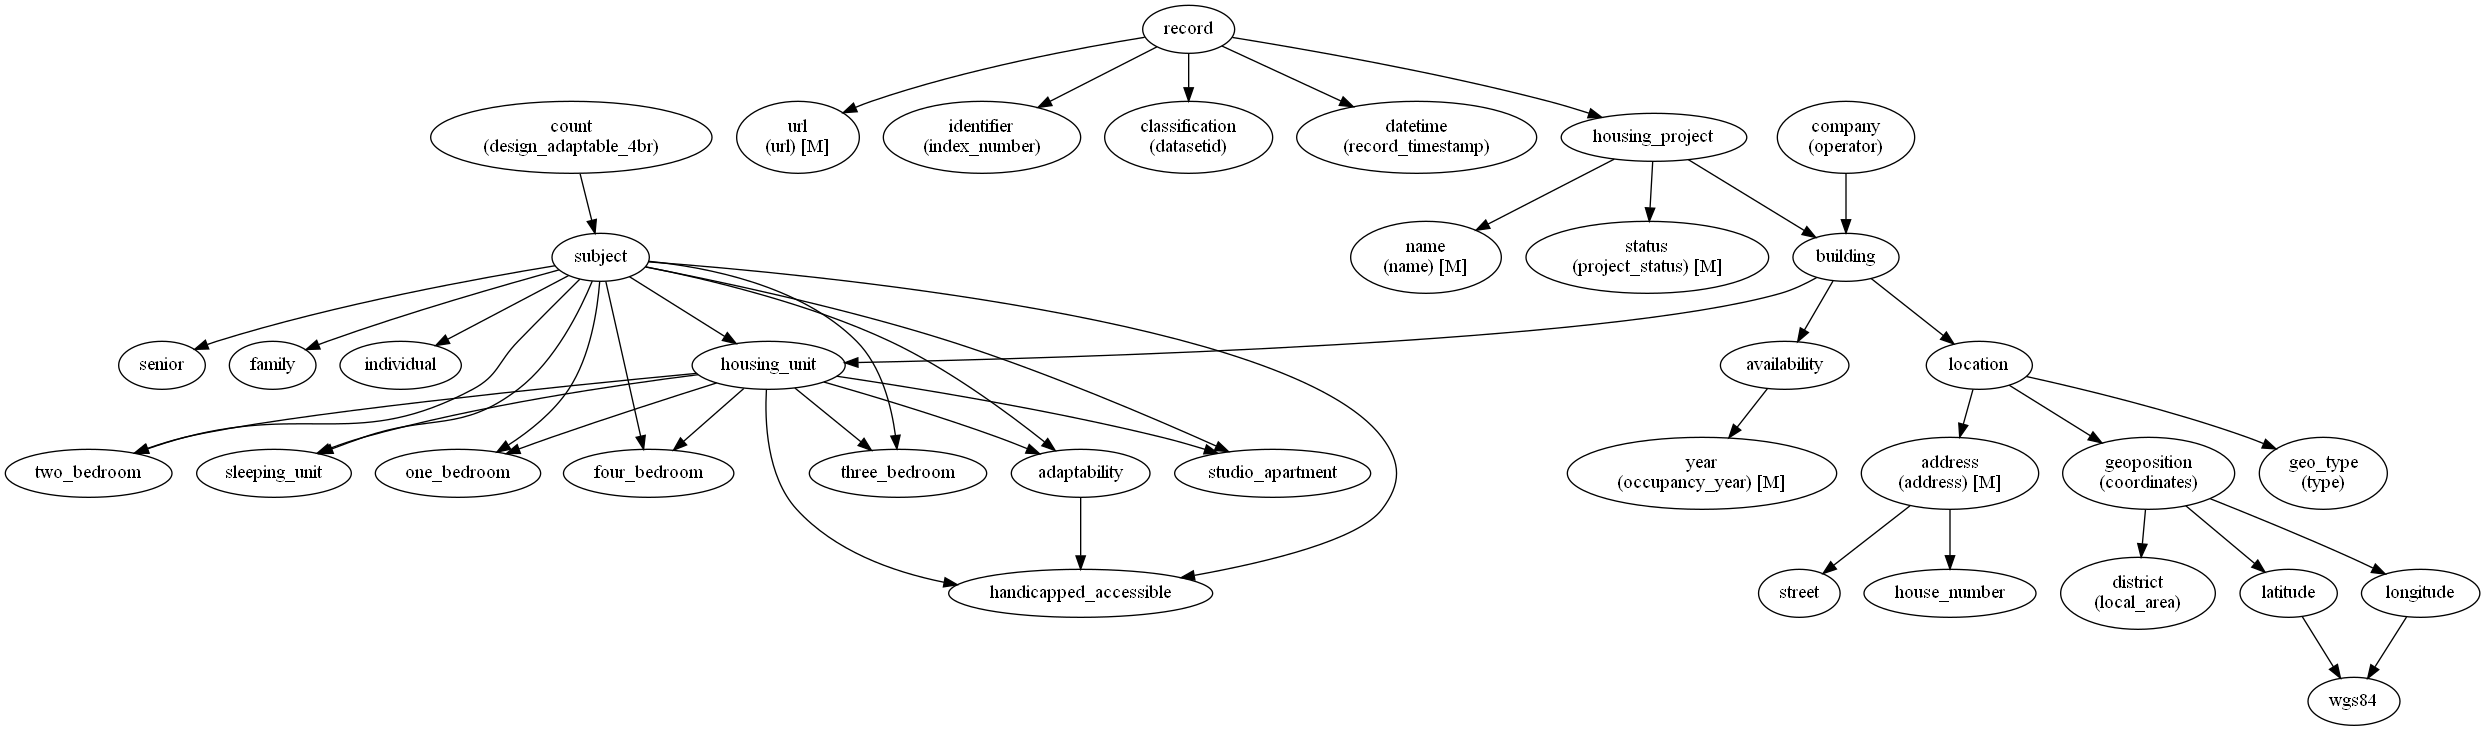 record
count
(design_adaptable_4br)
url
(url) [M]
identifier
(index_number)
classification
(datasetid)
datetime
(record_timestamp)
housing_project
company
(operator)
subject
name
(name) [M]
status
(project_status) [M]
building
senior
family
individual
housing_unit
availability
location
two_bedroom
sleeping_unit
one_bedroom
four_bedroom
three_bedroom
adaptability
studio_apartment
year
(occupancy_year) [M]
address
(address) [M]
geoposition
(coordinates)
geo_type
(type)
handicapped_accessible
street
house_number
district
(local_area)
latitude
longitude
wgs84